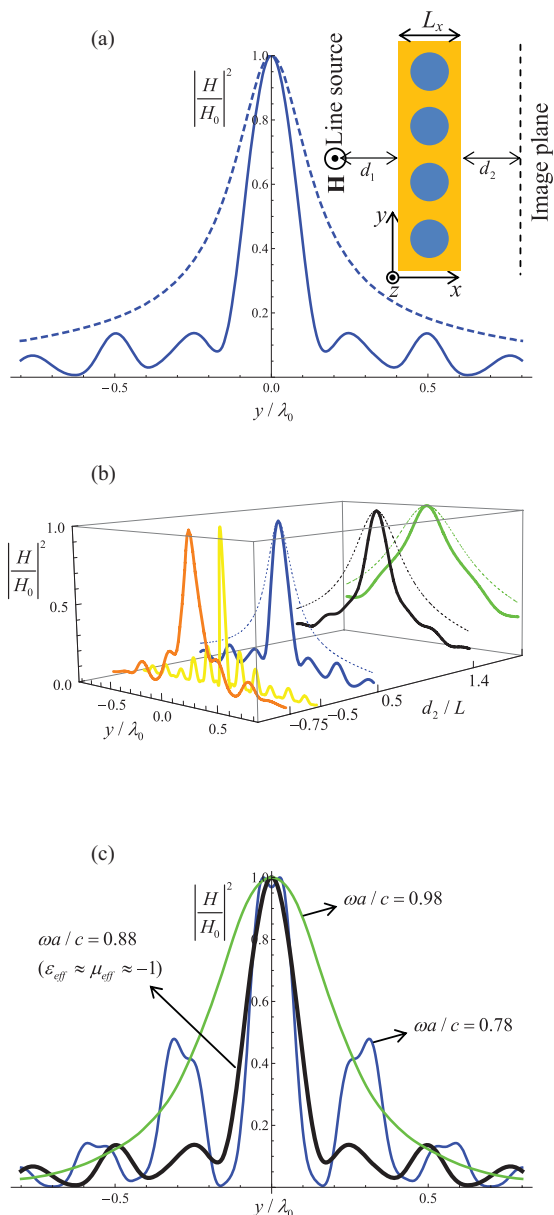 (a)
|H/H₀|²
1.0
0.8
0.6
0.4
0.2
−0.5
0.0
0.5
y / λ₀
Lₓ
Line source
H
d₁
d₂
Image plane
y
z
x
(b)
|H/H₀|²
1.0
0.5
0.0
−0.5
0.0
0.5
y / λ₀
−0.75
−0.5
0.5
1.4
d₂ / L
(c)
|H/H₀|²
1.0
0.8
0.6
0.4
0.2
ωa / c = 0.98
ωa / c = 0.88
(ε_eff ≈ μ_eff ≈ −1)
ωa / c = 0.78
−0.5
0.0
0.5
y / λ₀